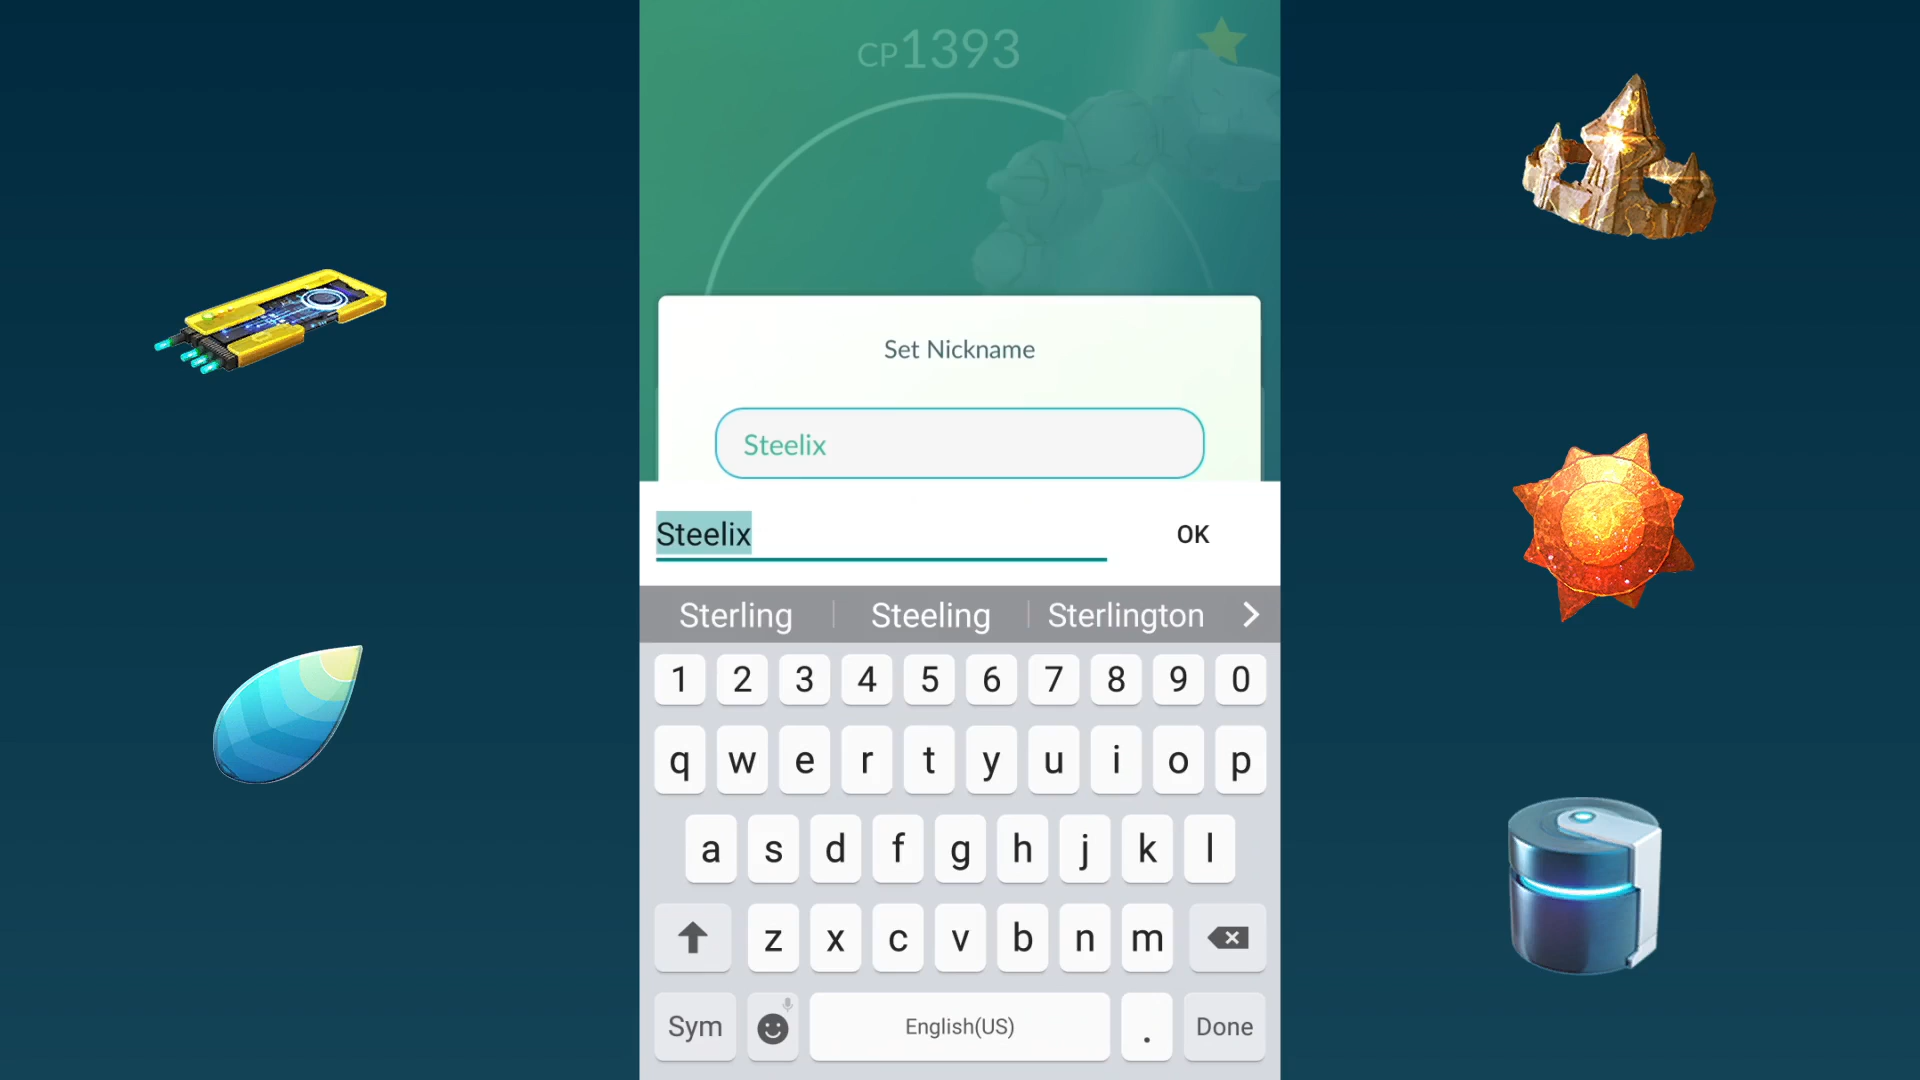 CP1393
Set Nickname
Steelix
Steelix OK
Sterling Steeling Sterlington
1 2 3 4 5 6 7 8 9 0
q w e r t y u i o p
a s d f g h j k l
z x c v b n m
Sym English(US) . Done